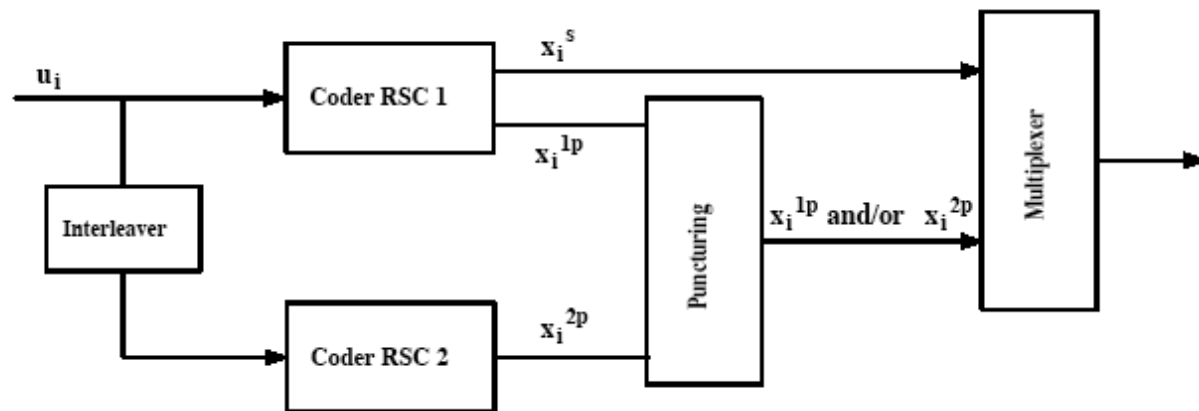 u_i
Coder RSC 1
x_i^s
x_i^1p
Interleaver
Coder RSC 2
x_i^2p
Puncturing
x_i^1p and/or x_i^2p
Multiplexer